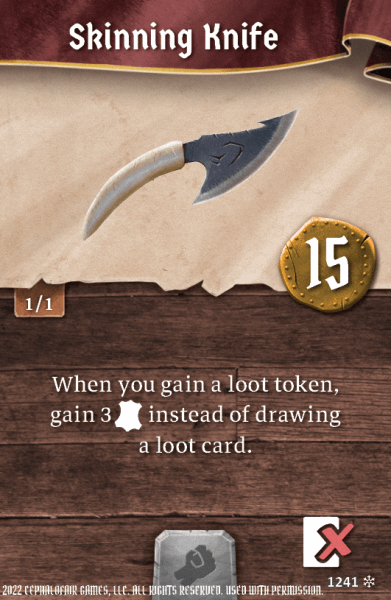 Skinning Knife
15
1/1
When you gain a loot token,
gain 3 instead of drawing
a loot card.
1241
2022 CEPHALOFAIR GAMES, LLC. ALL RIGHTS RESERVED. USED WITH PERMISSION.